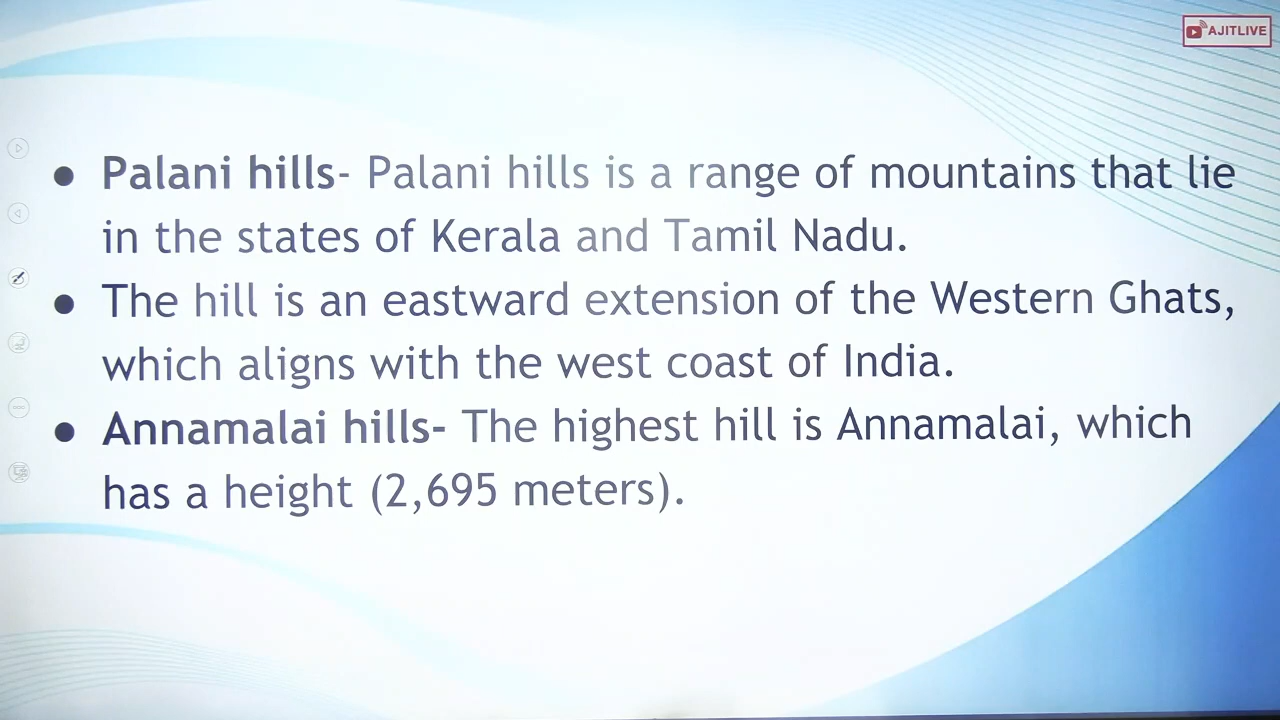 AJITLIVE
● Palani hills- Palani hills is a range of mountains that lie
in the states of Kerala and Tamil Nadu.
● The hill is an eastward extension of the Western Ghats,
which aligns with the west coast of India.
● Annamalai hills- The highest hill is Annamalai, which
has a height (2,695 meters).